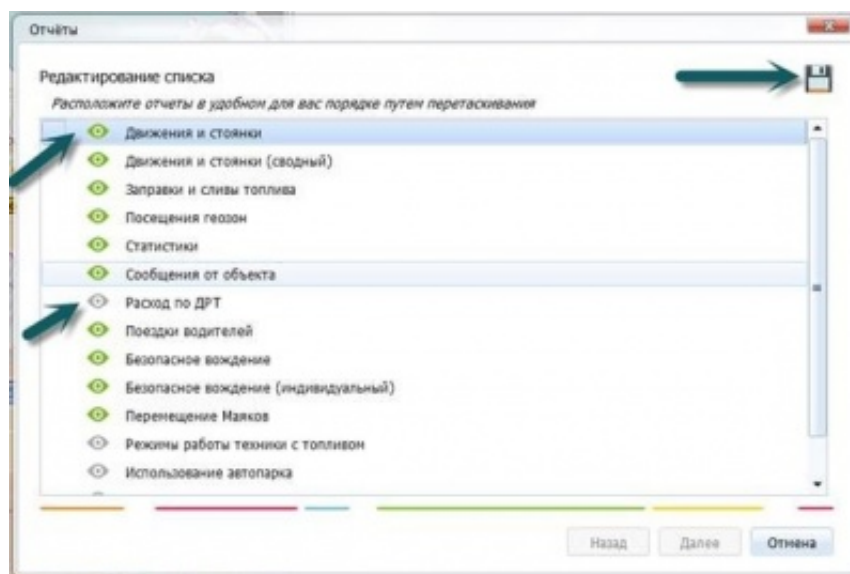 Отчёты
Редактирование списка
Расположите отчеты в удобном для вас порядке путем перетаскивания
Движения и стоянки
Движения и стоянки (сводный)
Заправки и сливы топлива
Посещения геозон
Статистики
Сообщения от объекта
Расход по ДРТ
Поездки водителей
Безопасное вождение
Безопасное вождение (индивидуальный)
Перемещение Маяков
Режимы работы техники с топливом
Использование автопарка
Назад Далее Отмена